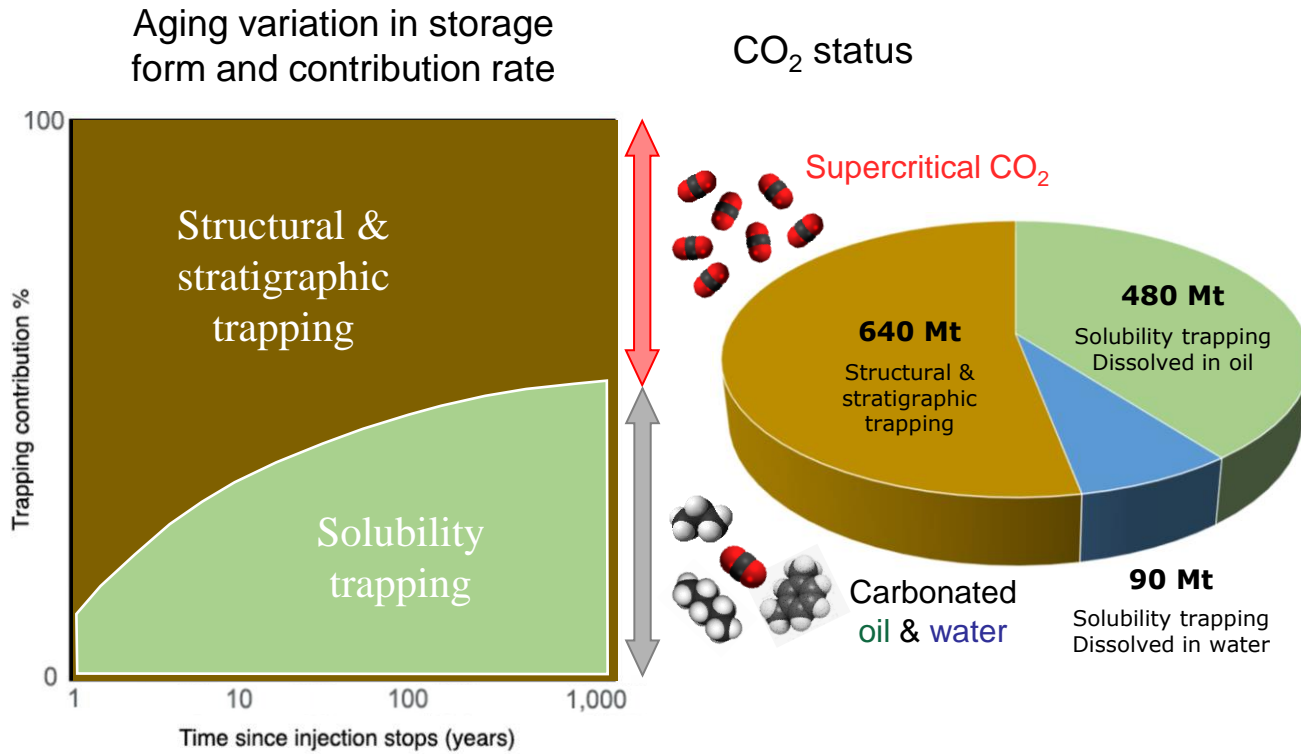 Aging variation in storage
form and contribution rate
CO₂ status
100
Trapping contribution %
0
Structural &
stratigraphic
trapping
Solubility
trapping
1
10
100
1,000
Time since injection stops (years)
Supercritical CO₂
Carbonated
oil & water
640 Mt
Structural &
stratigraphic
trapping
480 Mt
Solubility trapping
Dissolved in oil
90 Mt
Solubility trapping
Dissolved in water